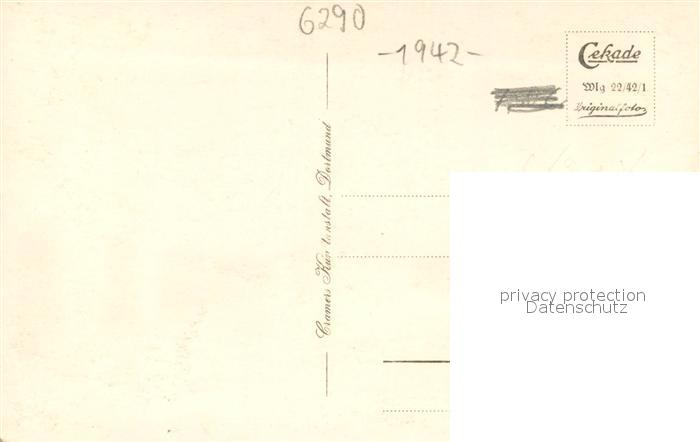 6290
-1942-
Cekade
Wlg 22/42/1
Originalfoto
Cramers Kunstanstalt, Dortmund
privacy protection
Datenschutz